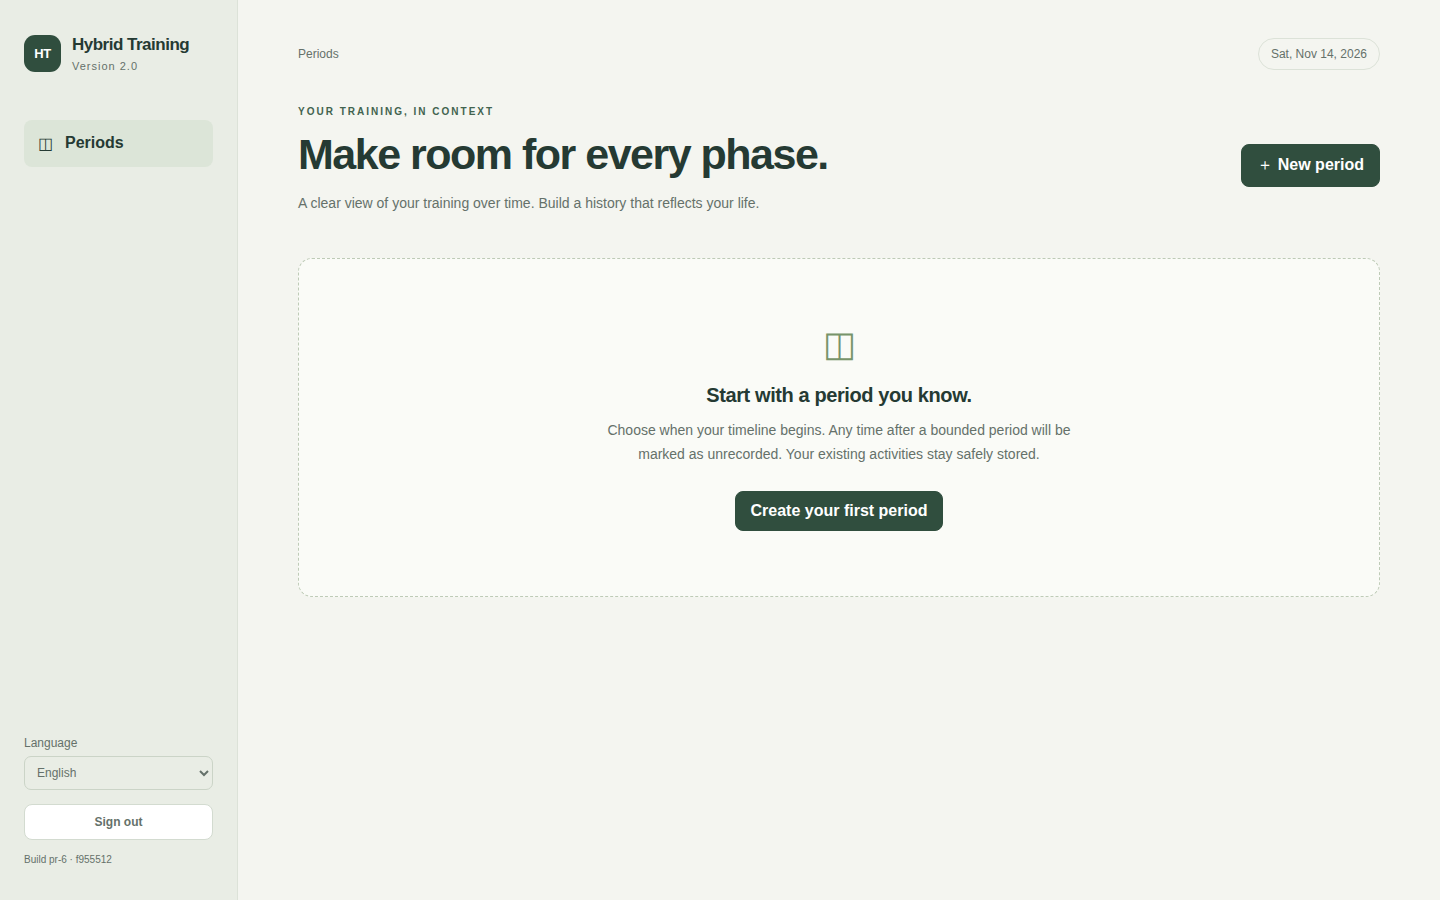 HT
Hybrid Training
Version 2.0
Periods
Language
English
Sign out
Build pr-6 · f955512
Periods
Sat, Nov 14, 2026
YOUR TRAINING, IN CONTEXT
Make room for every phase.
A clear view of your training over time. Build a history that reflects your life.
+ New period
Start with a period you know.
Choose when your timeline begins. Any time after a bounded period will be
marked as unrecorded. Your existing activities stay safely stored.
Create your first period